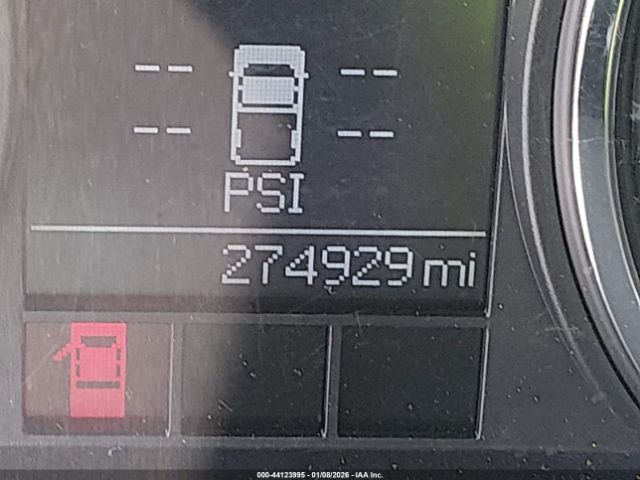 -- --
-- --
PSI
274929 mi
000-44123995 - 01/08/2026 - IAA Inc.